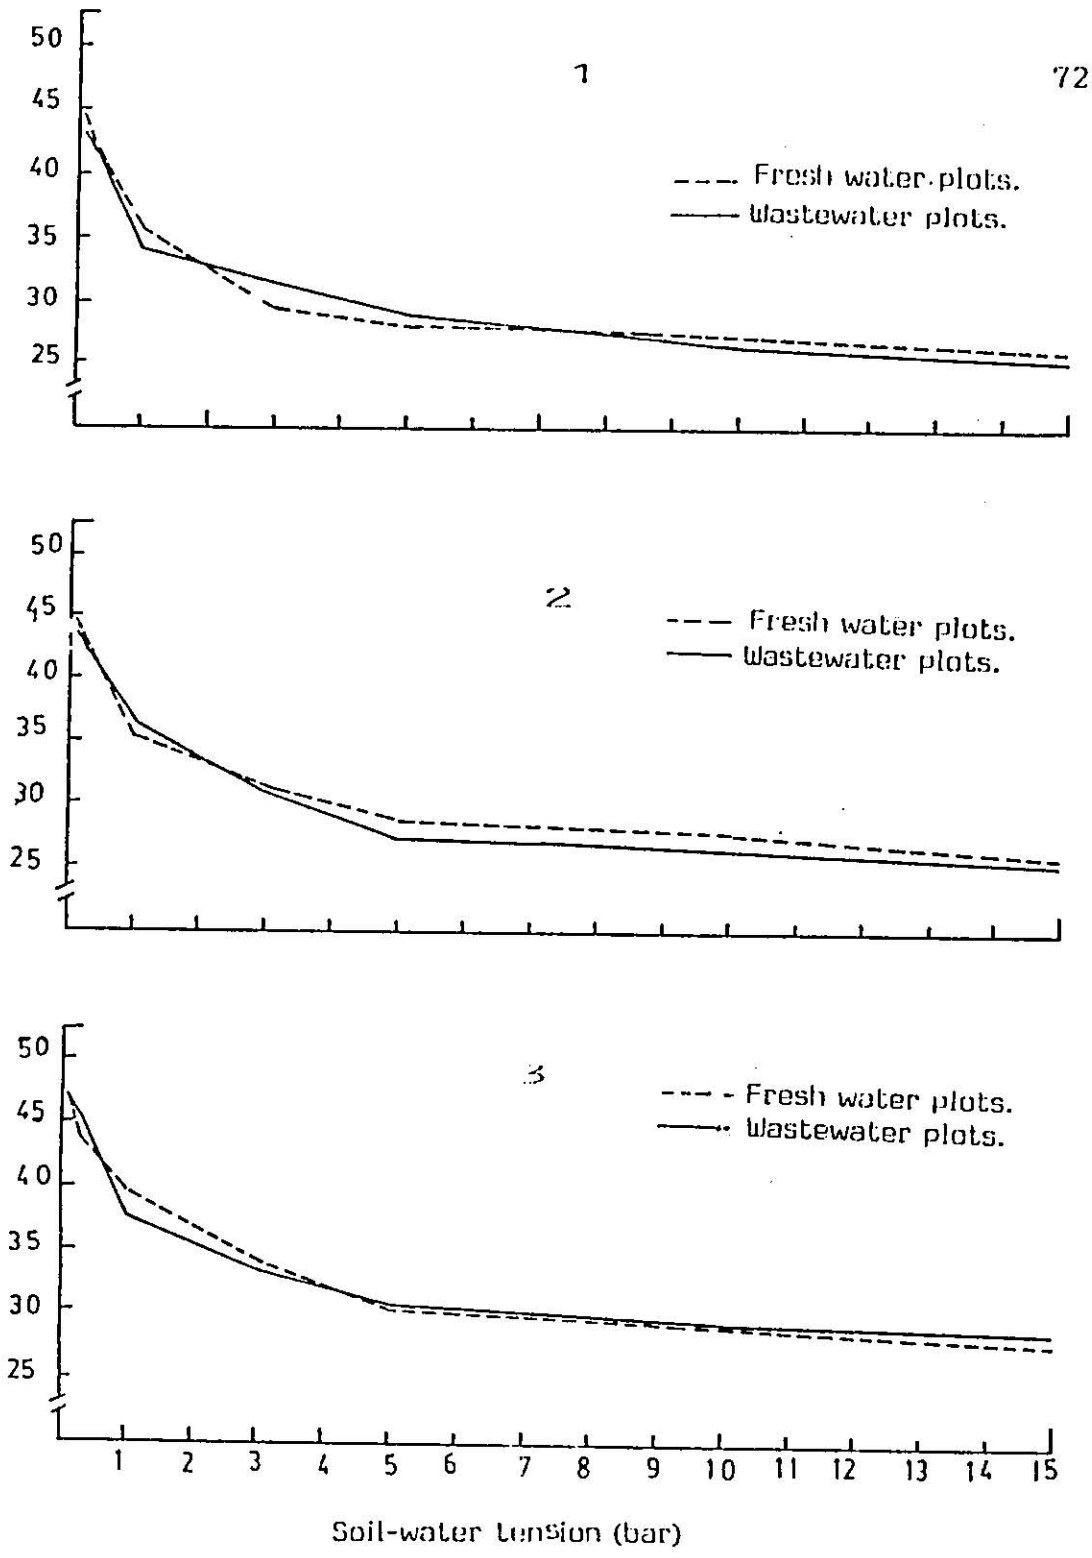 50
1 72
45
40
--- Fresh water plots.
35
— Wastewater plots.
30
25
50
2
45
--- Fresh water plots.
— Wastewater plots.
40
35
30
25
50
3
--- Fresh water plots.
45
— Wastewater plots.
40
35
30
25
1 2 3 4 5 6 7 8 9 10 11 12 13 14 15
Soil-water tension (bar)